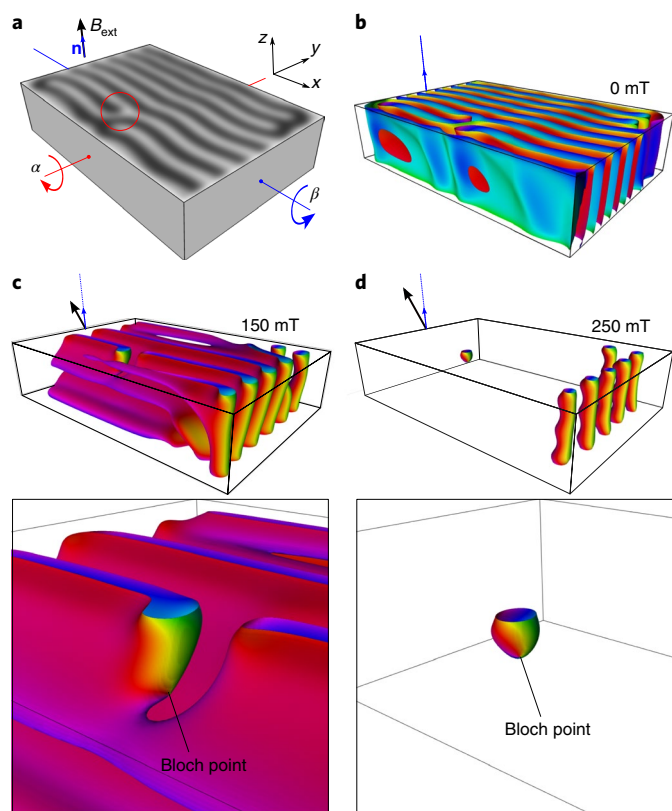 a
B_ext
n
z
y
x
α
β
b
0 mT
c
150 mT
d
250 mT
Bloch point
Bloch point